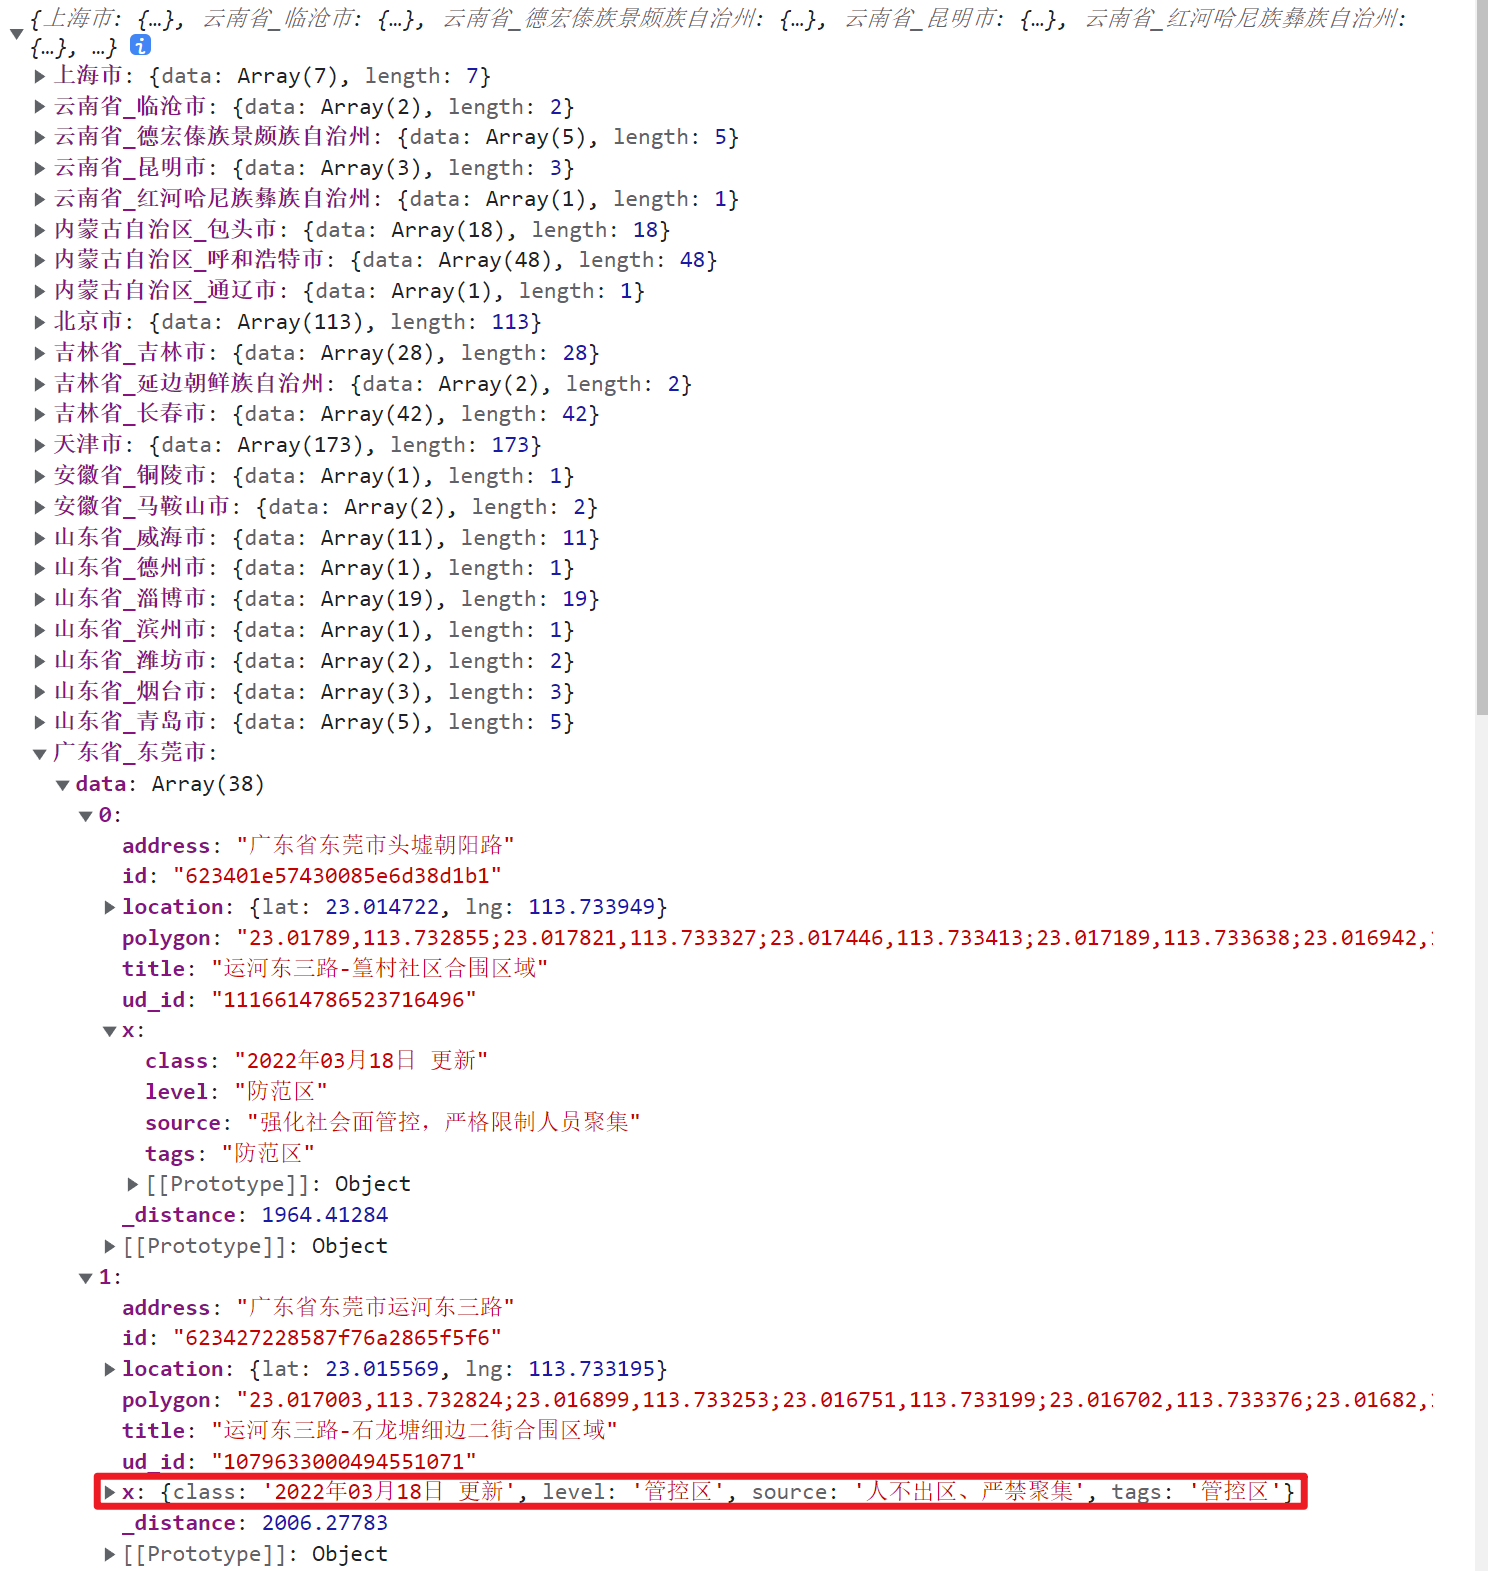 {上海市: {…}, 云南省_临沧市: {…}, 云南省_德宏傣族景颇族自治州: {…}, 云南省_昆明市: {…}, 云南省_红河哈尼族彝族自治州:
{…}, …}
上海市: {data: Array(7), length: 7}
云南省_临沧市: {data: Array(2), length: 2}
云南省_德宏傣族景颇族自治州: {data: Array(5), length: 5}
云南省_昆明市: {data: Array(3), length: 3}
云南省_红河哈尼族彝族自治州: {data: Array(1), length: 1}
内蒙古自治区_包头市: {data: Array(18), length: 18}
内蒙古自治区_呼和浩特市: {data: Array(48), length: 48}
内蒙古自治区_通辽市: {data: Array(1), length: 1}
北京市: {data: Array(113), length: 113}
吉林省_吉林市: {data: Array(28), length: 28}
吉林省_延边朝鲜族自治州: {data: Array(2), length: 2}
吉林省_长春市: {data: Array(42), length: 42}
天津市: {data: Array(173), length: 173}
安徽省_铜陵市: {data: Array(1), length: 1}
安徽省_马鞍山市: {data: Array(2), length: 2}
山东省_威海市: {data: Array(11), length: 11}
山东省_德州市: {data: Array(1), length: 1}
山东省_淄博市: {data: Array(19), length: 19}
山东省_滨州市: {data: Array(1), length: 1}
山东省_潍坊市: {data: Array(2), length: 2}
山东省_烟台市: {data: Array(3), length: 3}
山东省_青岛市: {data: Array(5), length: 5}
广东省_东莞市:
data: Array(38)
0:
address: "广东省东莞市头墟朝阳路"
id: "623401e57430085e6d38d1b1"
location: {lat: 23.014722, lng: 113.733949}
polygon: "23.01789,113.732855;23.017821,113.733327;23.017446,113.733413;23.017189,113.733638;23.016942,
title: "运河东三路-篁村社区合围区域"
ud_id: "1116614786523716496"
x:
class: "2022年03月18日 更新"
level: "防范区"
source: "强化社会面管控，严格限制人员聚集"
tags: "防范区"
[[Prototype]]: Object
_distance: 1964.41284
[[Prototype]]: Object
1:
address: "广东省东莞市运河东三路"
id: "623427228587f76a2865f5f6"
location: {lat: 23.015569, lng: 113.733195}
polygon: "23.017003,113.732824;23.016899,113.733253;23.016751,113.733199;23.016702,113.733376;23.01682,
title: "运河东三路-石龙塘细边二街合围区域"
ud_id: "1079633000494551071"
x: {class: '2022年03月18日 更新', level: '管控区', source: '人不出区、严禁聚集', tags: '管控区'}
_distance: 2006.27783
[[Prototype]]: Object